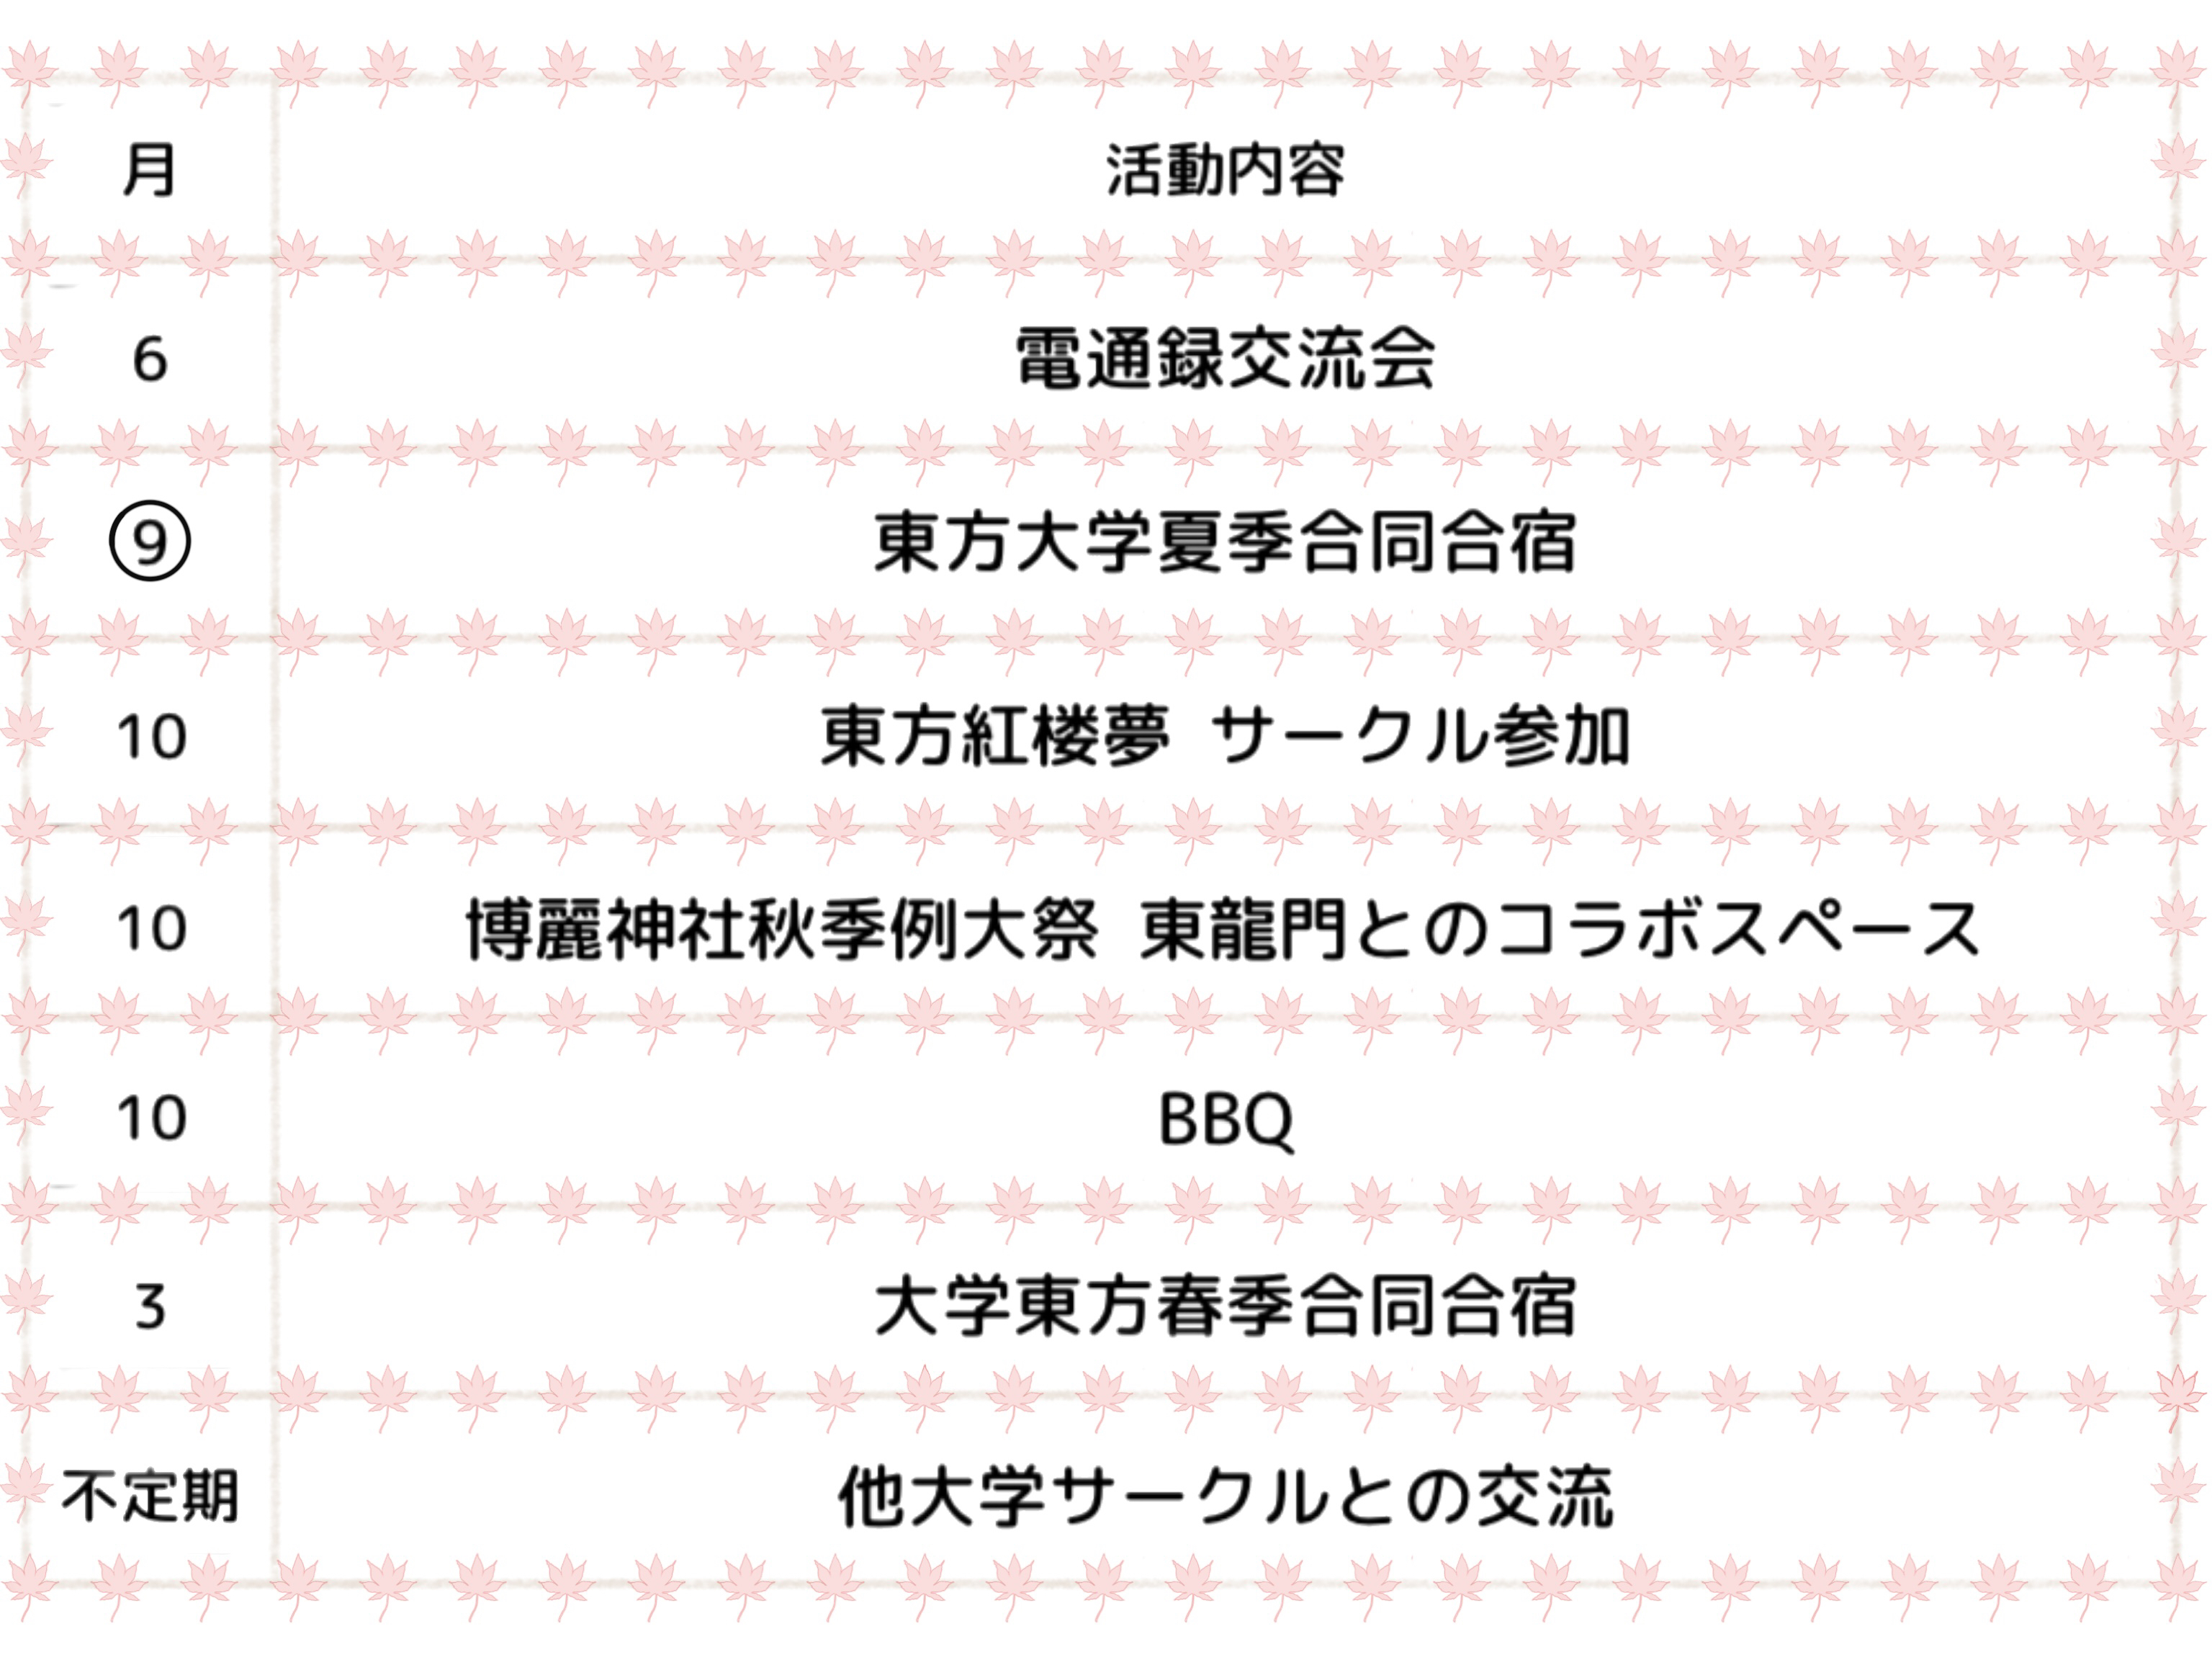 月 活動内容
6 電通録交流会
⑨ 東方大学夏季合同合宿
10 東方紅楼夢 サークル参加
10 博麗神社秋季例大祭 東龍門とのコラボスペース
10 BBQ
3 大学東方春季合同合宿
不定期 他大学サークルとの交流